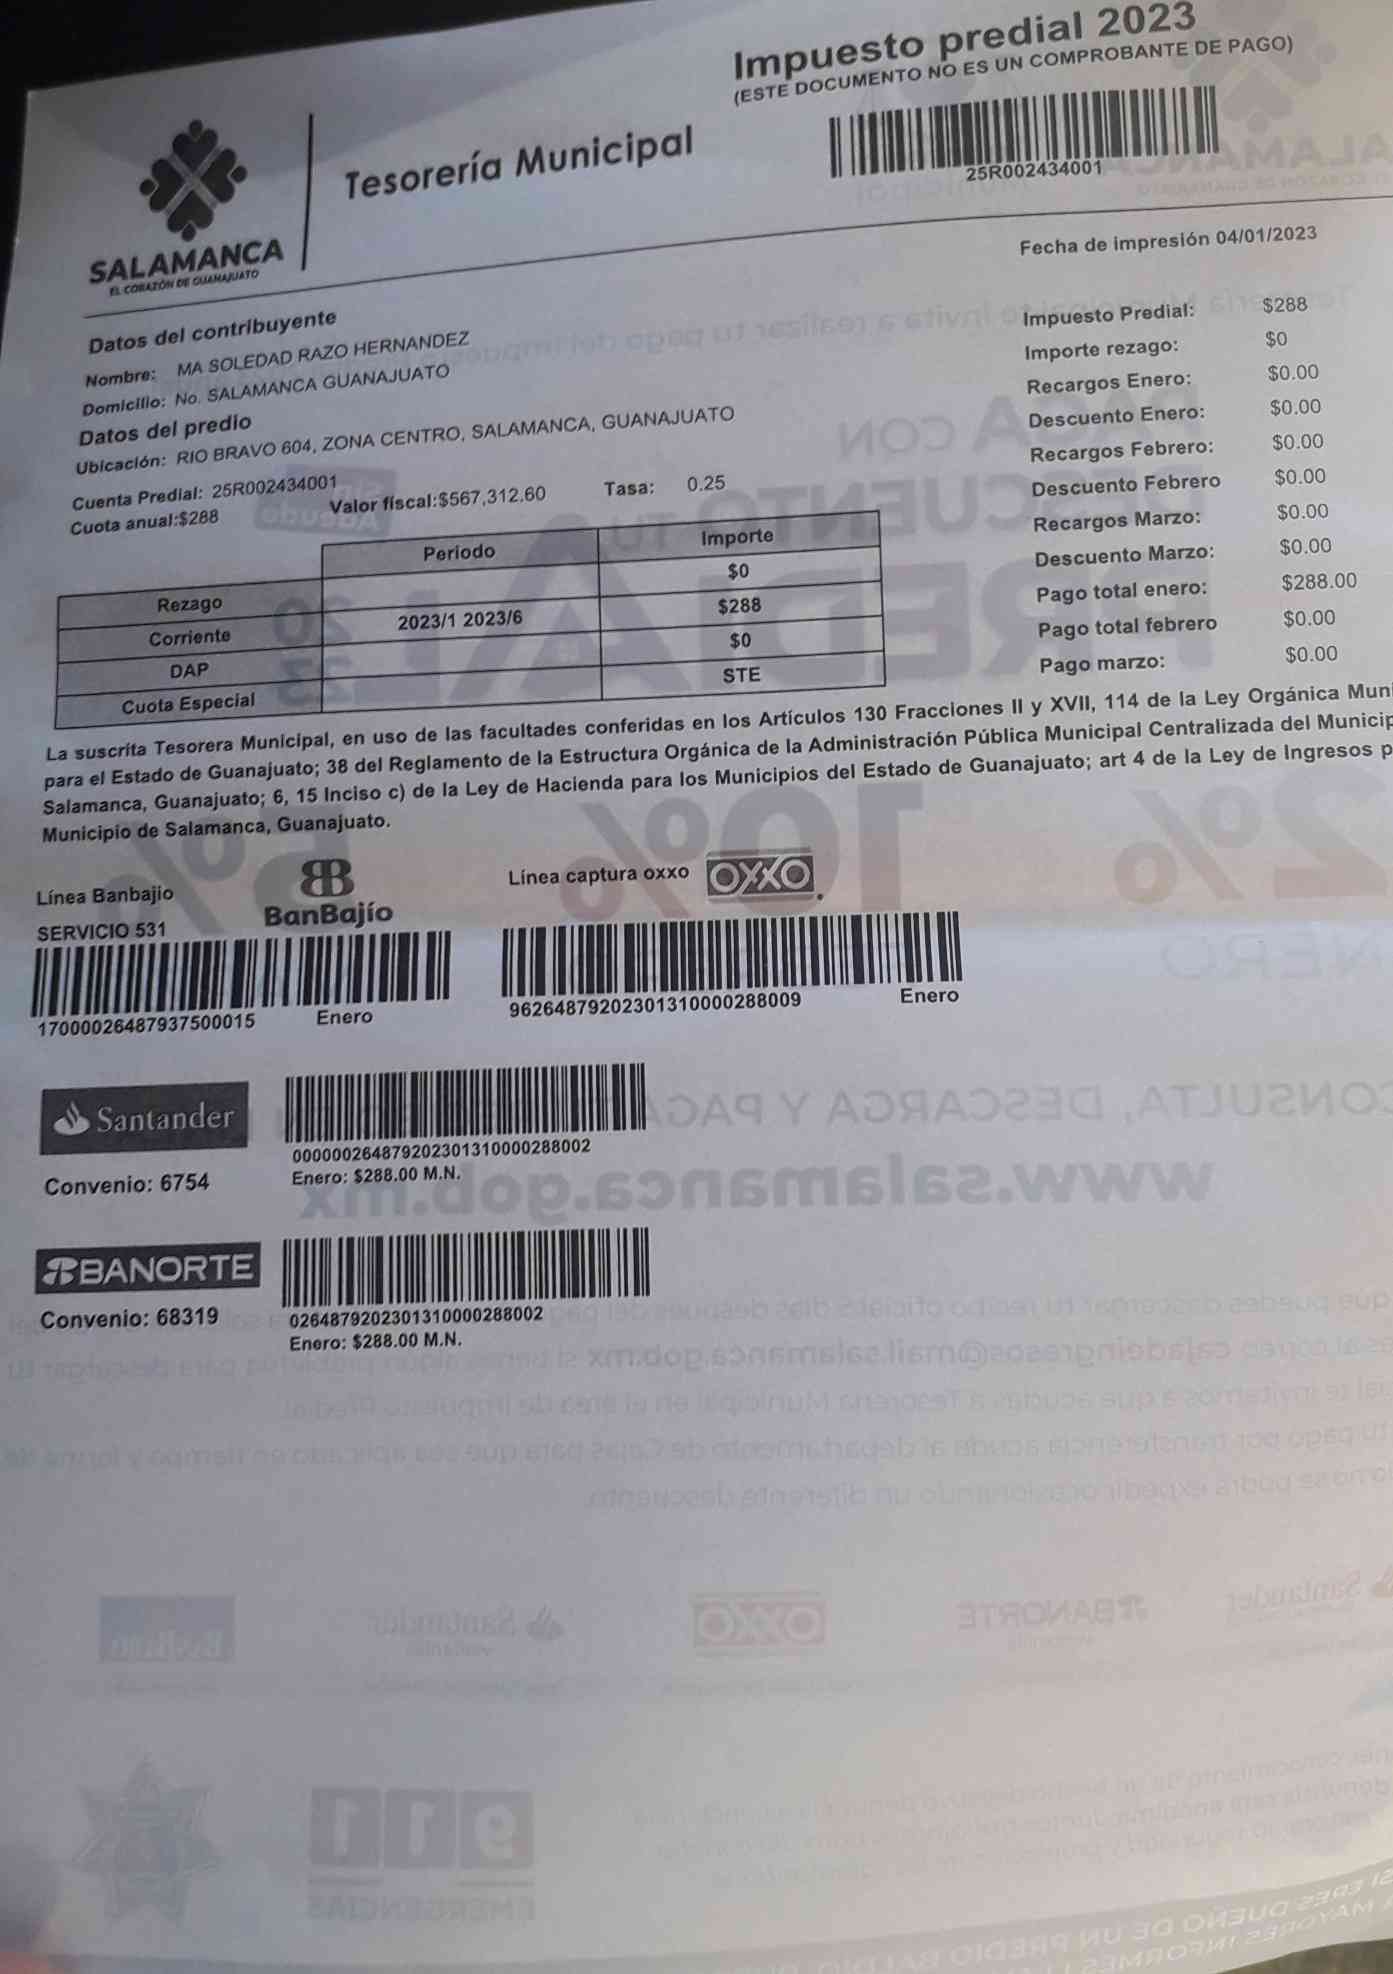 Impuesto predial 2023
(ESTE DOCUMENTO NO ES UN COMPROBANTE DE PAGO)
25R002434001
SALAMANCA
EL CORAZÓN DE GUANAJUATO
Tesorería Municipal
Fecha de impresión 04/01/2023
Datos del contribuyente
Nombre: MA SOLEDAD RAZO HERNANDEZ
Domicilio: No. SALAMANCA GUANAJUATO
Datos del predio
Ubicación: RIO BRAVO 604, ZONA CENTRO, SALAMANCA, GUANAJUATO
Cuenta Predial: 25R002434001
Cuota anual:$288 Valor fiscal:$567,312.60 Tasa: 0.25
Impuesto Predial: $288
Importe rezago: $0
Recargos Enero: $0.00
Descuento Enero: $0.00
Recargos Febrero: $0.00
Descuento Febrero $0.00
Recargos Marzo: $0.00
Descuento Marzo: $0.00
Pago total enero: $288.00
Pago total febrero $0.00
Pago marzo: $0.00
Periodo Importe
Rezago $0
Corriente 2023/1 2023/6 $288
DAP $0
Cuota Especial STE
La suscrita Tesorera Municipal, en uso de las facultades conferidas en los Artículos 130 Fracciones II y XVII, 114 de la Ley Orgánica Muni
para el Estado de Guanajuato; 38 del Reglamento de la Estructura Orgánica de la Administración Pública Municipal Centralizada del Municip
Salamanca, Guanajuato; 6, 15 Inciso c) de la Ley de Hacienda para los Municipios del Estado de Guanajuato; art 4 de la Ley de Ingresos p
Municipio de Salamanca, Guanajuato.
Línea Banbajio
BanBajío
SERVICIO 531
17000026487937500015 Enero
Línea captura oxxo OXXO
96264879202301310000288009 Enero
Santander
Convenio: 6754
000000264879202301310000288002
Enero: $288.00 M.N.
BANORTE
Convenio: 68319
0264879202301310000288002
Enero: $288.00 M.N.